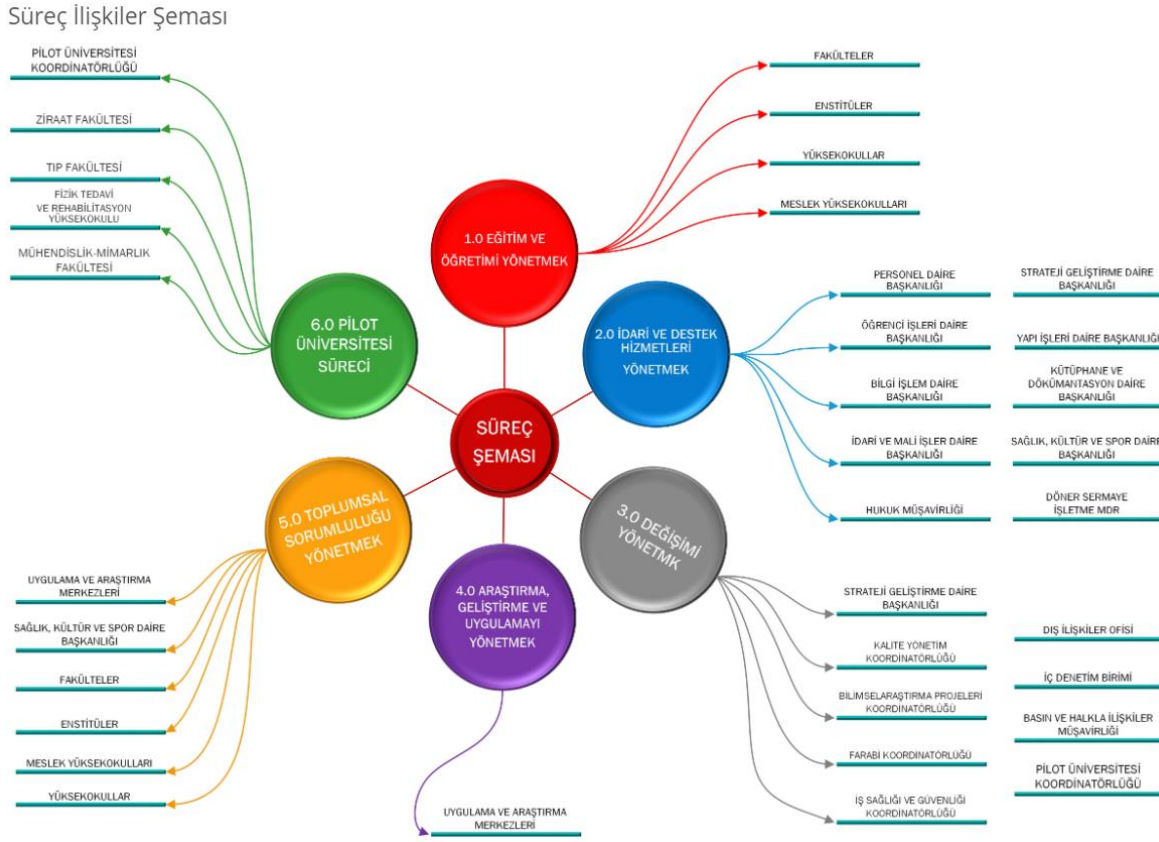 Süreç İlişkiler Şeması
PİLOT ÜNİVERSİTESİ
KOORDİNATÖRLÜĞÜ
ZİRAAT FAKÜLTESİ
TIP FAKÜLTESİ
FİZİK TEDAVİ
VE REHABİLİTASYON
YÜKSEKOKULU
MÜHENDİSLİK-MİMARLIK
FAKÜLTESİ
FAKÜLTELER
ENSTİTÜLER
YÜKSEKOKULLAR
MESLEK YÜKSEKOKULLARI
1.0 EĞİTİM VE
ÖĞRETİMİ YÖNETMEK
6.0 PİLOT
ÜNİVERSİTESİ
SÜRECİ
2.0 İDARİ VE DESTEK
HİZMETLERİ
YÖNETMEK
SÜREÇ
ŞEMASI
5.0 TOPLUMSAL
SORUMLULUĞU
YÖNETMEK
3.0 DEĞİŞİMİ
YÖNETMK
4.0 ARAŞTIRMA,
GELİŞTİRME VE
UYGULAMAYI
YÖNETMEK
PERSONEL DAİRE
BAŞKANLIĞI
ÖĞRENCİ İŞLERİ DAİRE
BAŞKANLIĞI
BİLGİ İŞLEM DAİRE
BAŞKANLIĞI
İDARİ VE MALİ İŞLER DAİRE
BAŞKANLIĞI
HUKUK MÜŞAVİRLİĞİ
STRATEJİ GELİŞTİRME DAİRE
BAŞKANLIĞI
YAPI İŞLERİ DAİRE BAŞKANLIĞI
KÜTÜPHANE VE
DÖKÜMANTASYON DAİRE
BAŞKANLIĞI
SAĞLIK, KÜLTÜR VE SPOR DAİRE
BAŞKANLIĞI
DÖNER SERMAYE
İŞLETME MDR
UYGULAMA VE ARAŞTIRMA
MERKEZLERİ
SAĞLIK, KÜLTÜR VE SPOR DAİRE
BAŞKANLIĞI
FAKÜLTELER
ENSTİTÜLER
MESLEK YÜKSEKOKULLARI
YÜKSEKOKULLAR
UYGULAMA VE ARAŞTIRMA
MERKEZLERİ
STRATEJİ GELİŞTİRME DAİRE
BAŞKANLIĞI
KALİTE YÖNETİM
KOORDİNATÖRLÜĞÜ
BİLİMSELARAŞTIRMA PROJELERİ
KOORDİNATÖRLÜĞÜ
FARABİ KOORDİNATÖRLÜĞÜ
İŞ SAĞLIĞI VE GÜVENLİĞİ
KOORDİNATÖRLÜĞÜ
DIŞ İLİŞKİLER OFİSİ
İÇ DENETİM BİRİMİ
BASIN VE HALKLA İLİŞKİLER
MÜŞAVİRLİĞİ
PİLOT ÜNİVERSİTESİ
KOORDİNATÖRLÜĞÜ